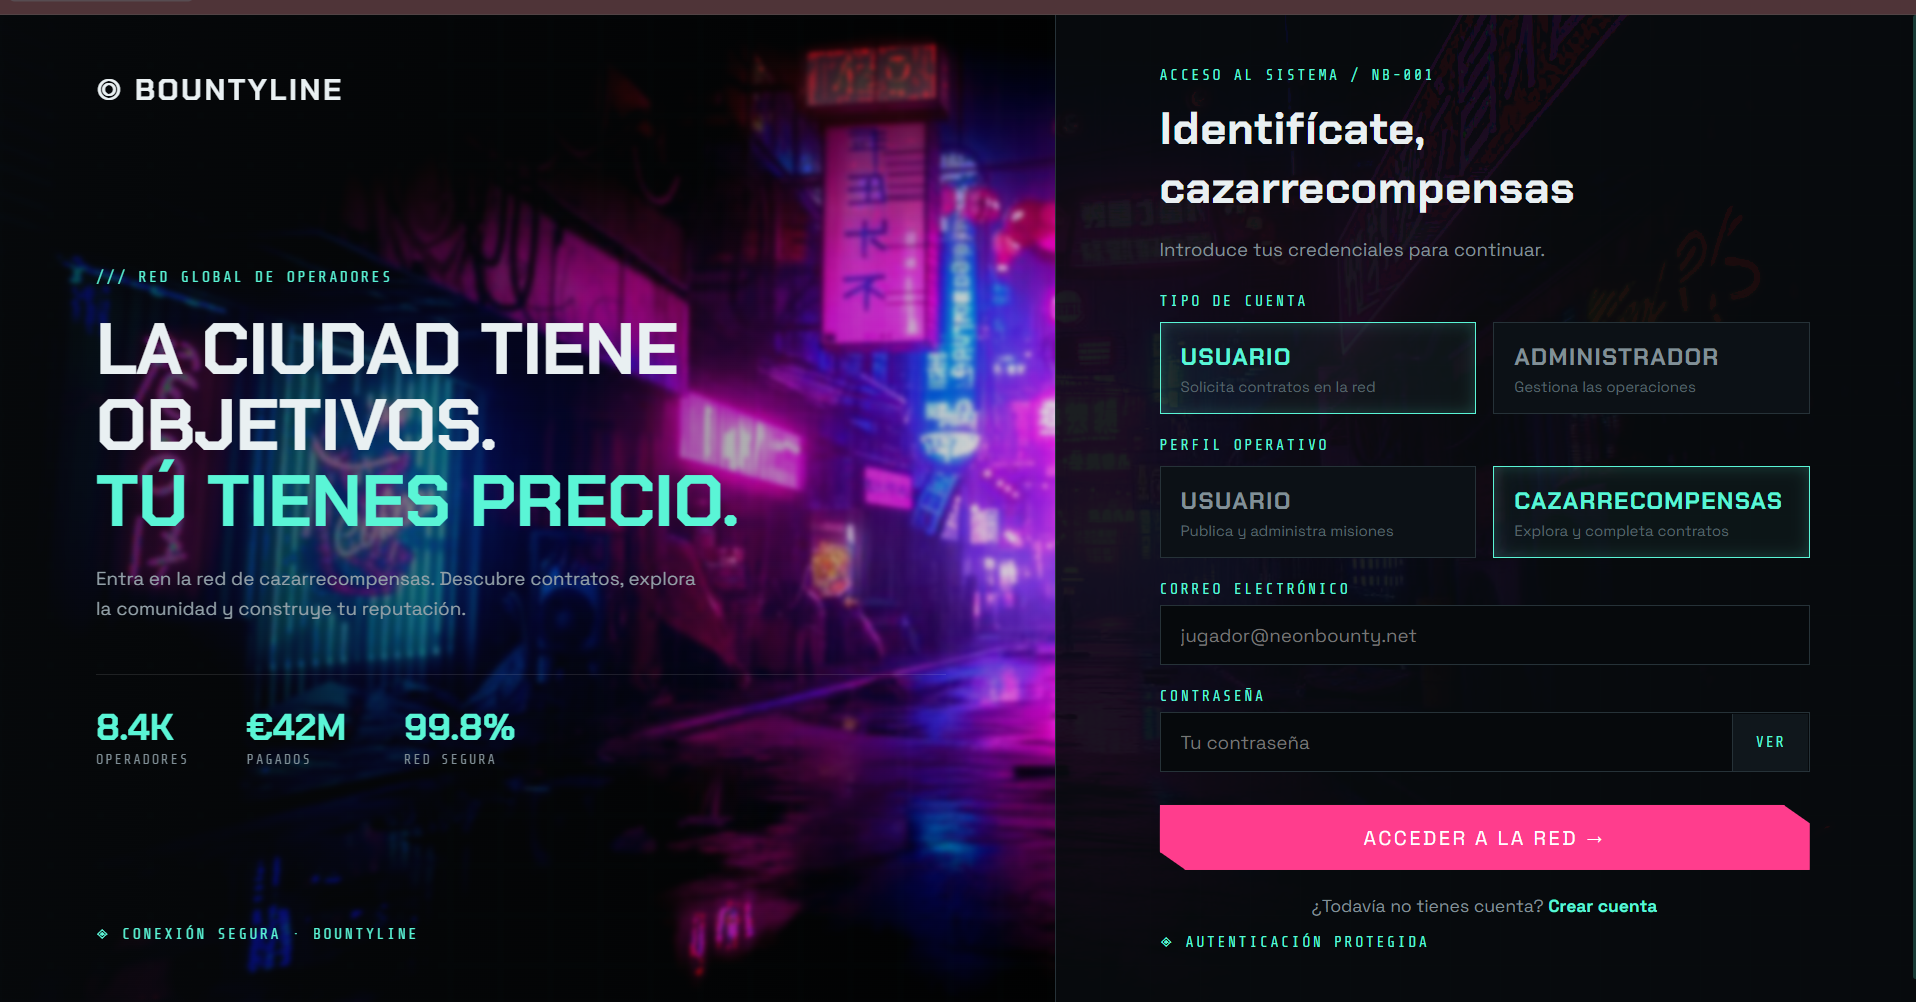 BOUNTYLINE
/// RED GLOBAL DE OPERADORES
LA CIUDAD TIENE
OBJETIVOS.
TÚ TIENES PRECIO.
Entra en la red de cazarrecompensas. Descubre contratos, explora
la comunidad y construye tu reputación.
8.4K
OPERADORES
€42M
PAGADOS
99.8%
RED SEGURA
◈ CONEXIÓN SEGURA · BOUNTYLINE
ACCESO AL SISTEMA / NB-001
Identifícate,
cazarrecompensas
Introduce tus credenciales para continuar.
TIPO DE CUENTA
USUARIO
Solicita contratos en la red
ADMINISTRADOR
Gestiona las operaciones
PERFIL OPERATIVO
USUARIO
Publica y administra misiones
CAZARRECOMPENSAS
Explora y completa contratos
CORREO ELECTRÓNICO
jugador@neonbounty.net
CONTRASEÑA
Tu contraseña
VER
ACCEDER A LA RED →
¿Todavía no tienes cuenta? Crear cuenta
◈ AUTENTICACIÓN PROTEGIDA